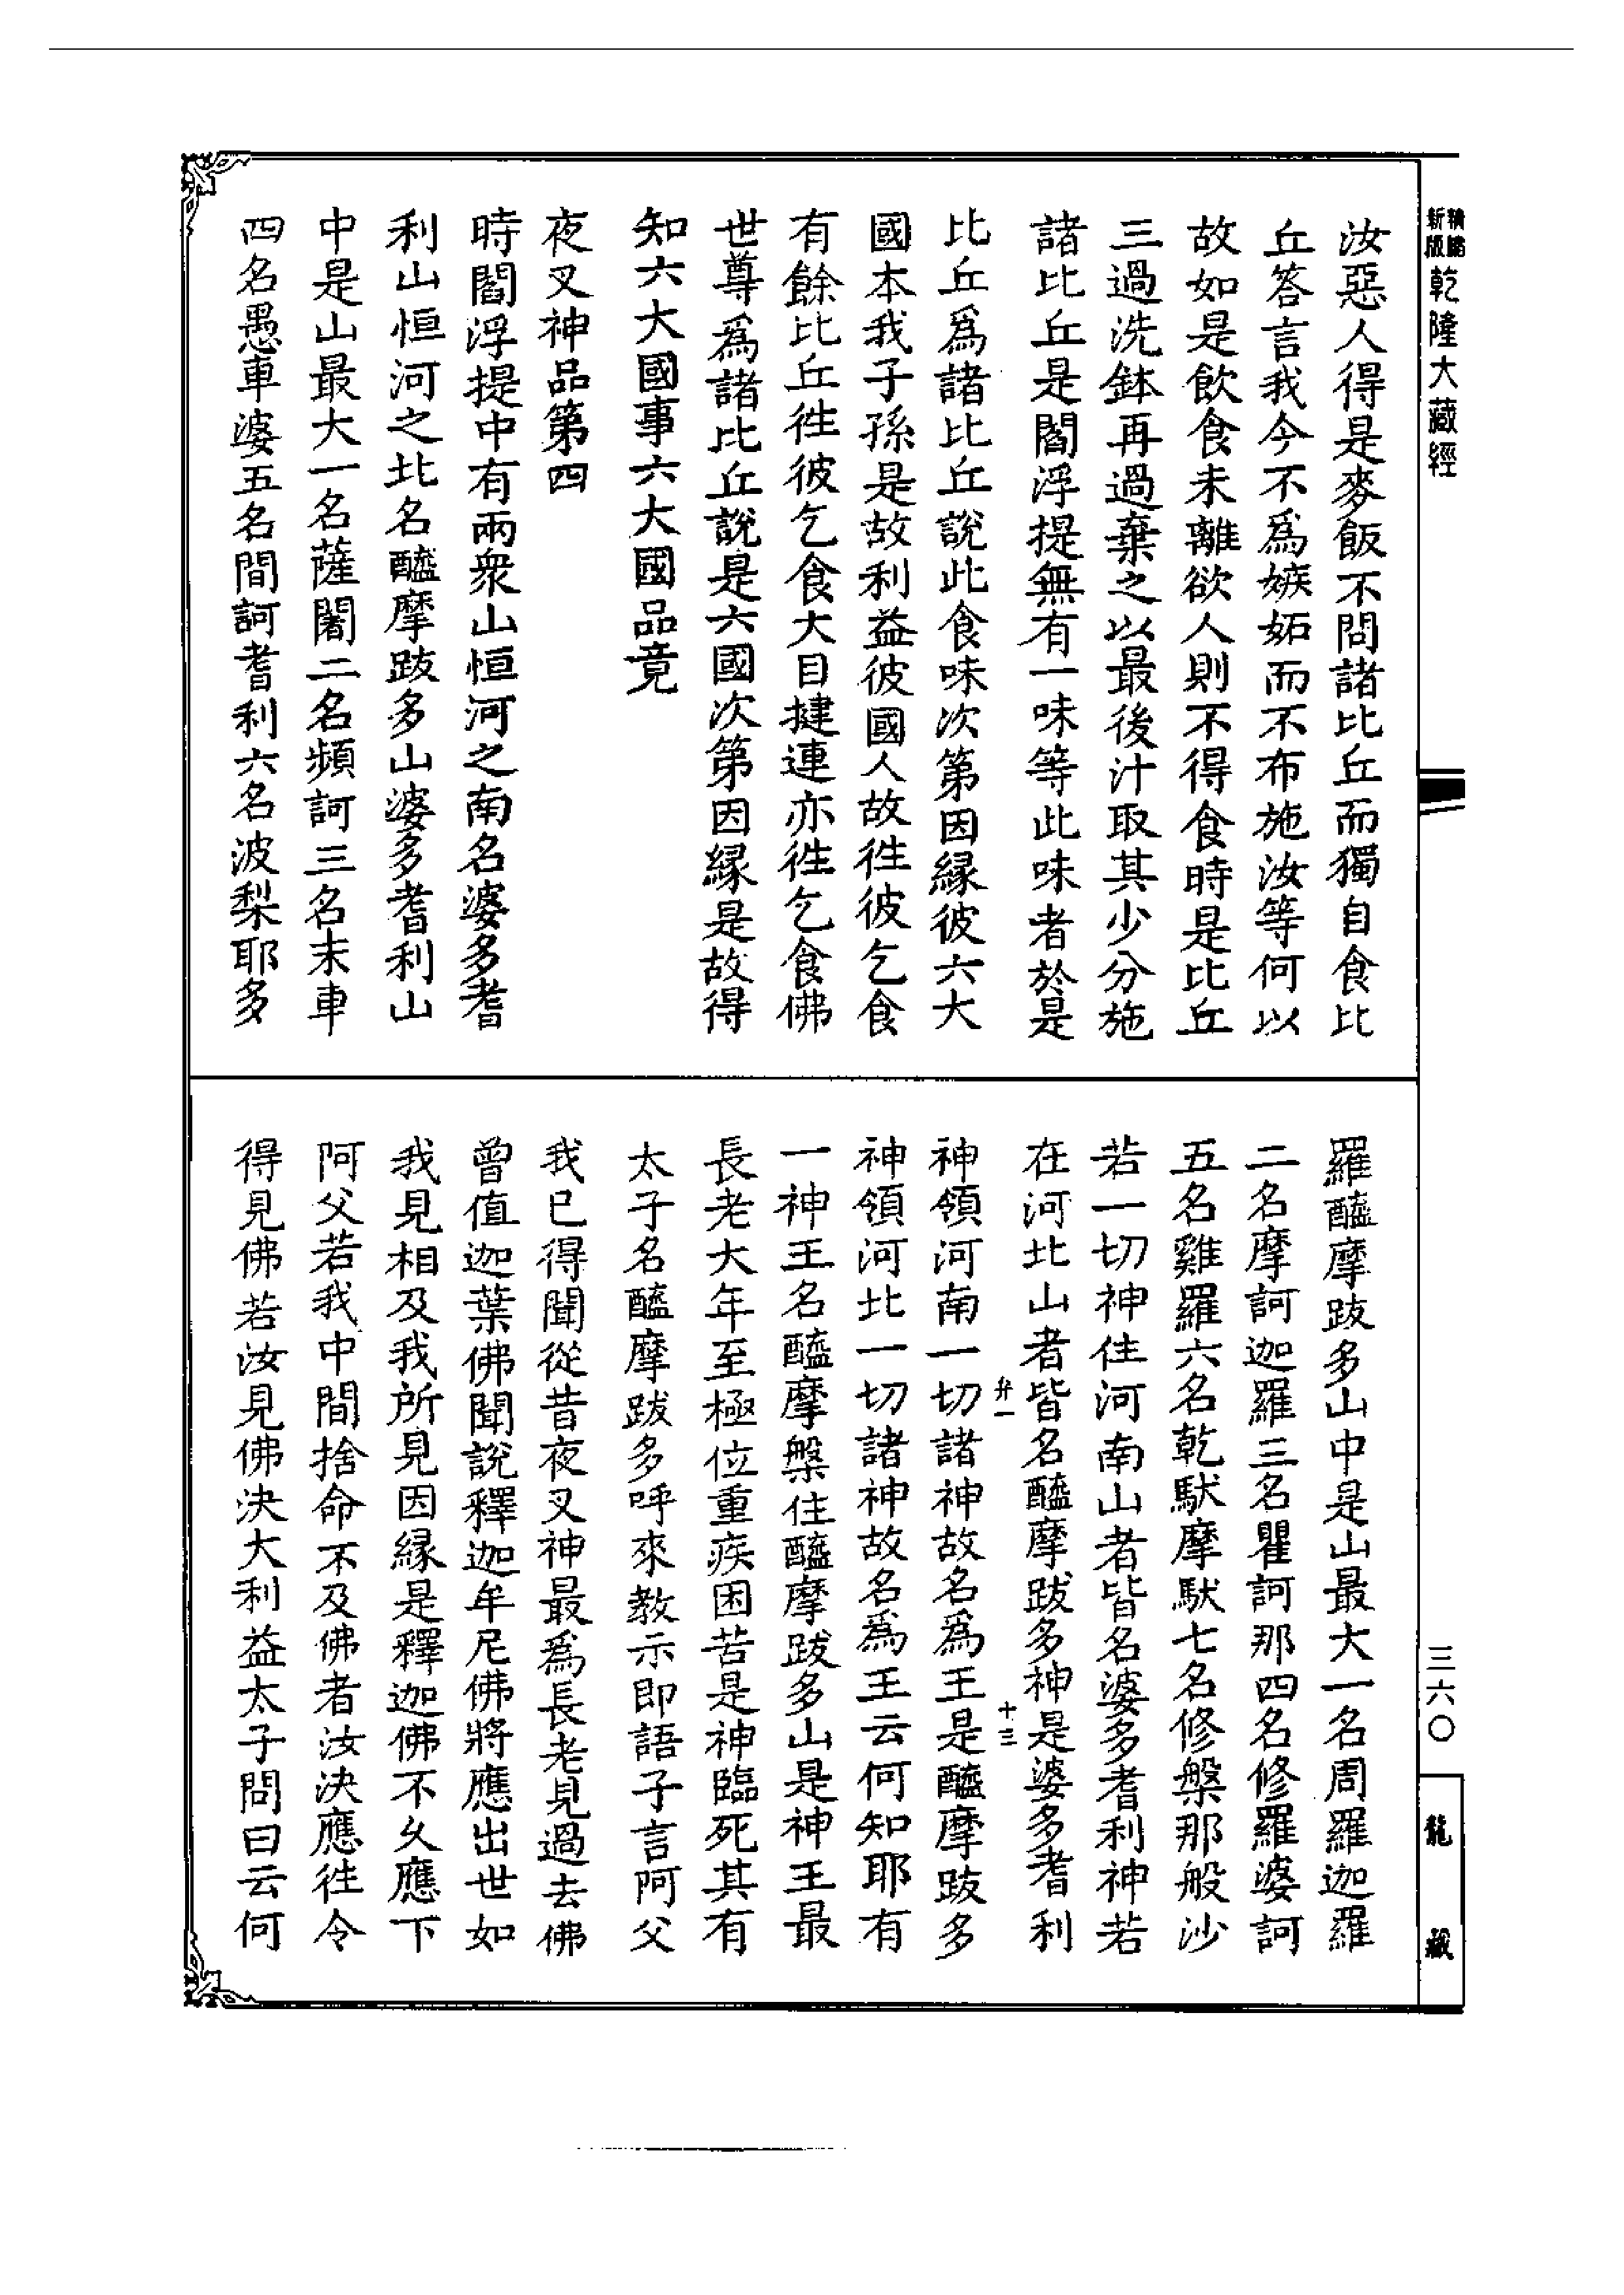 精縮新版乾隆大藏經
汝惡人得是麥飯不問諸比丘而獨自食比
丘答言我今不爲嫉妬而不布施汝等何以
故如是飲食未離欲人則不得食時是比丘
三過洗鉢再過棄之以最後汁取其少分施
諸比丘是閻浮提無有一味等此味者於是
比丘爲諸比丘說此食味次第因緣彼六大
國本我子孫是故利益彼國人故徃彼乞食
有餘比丘徃彼乞食大目揵連亦徃乞食佛
世尊爲諸比丘說是六國次第因緣是故得
知六大國事六大國品竟
夜叉神品第四
時閻浮提中有兩衆山恒河之南名婆多耆
利山恒河之北名醯摩跋多山婆多耆利山
中是山最大一名薩闍二名頻訶三名末車
四名愚車婆五名間訶耆利六名波梨耶多
羅醯摩跋多山中是山最大一名周羅迦羅
二名摩訶迦羅三名瞿訶那四名修羅婆訶
五名雞羅六名乾馱摩馱七名修槃那般沙
若一切神住河南山者皆名婆多耆利神若
在河北山者皆名醯摩跋多神是婆多耆利
弁一 十三
神領河南一切諸神故名爲王是醯摩跋多
神領河北一切諸神故名爲王云何知耶有
一神王名醯摩槃住醯摩跋多山是神王最
長老大年至極位重疾困苦是神臨死其有
太子名醯摩跋多呼來教示即語子言阿父
我已得聞從昔夜叉神最爲長老見過去佛
曾值迦葉佛聞說釋迦牟尼佛將應出世如
我見相及我所見因緣是釋迦佛不久應下
阿父若我中間捨命不及佛者汝決應徃令
得見佛若汝見佛決大利益太子問曰云何
三六〇
龍藏